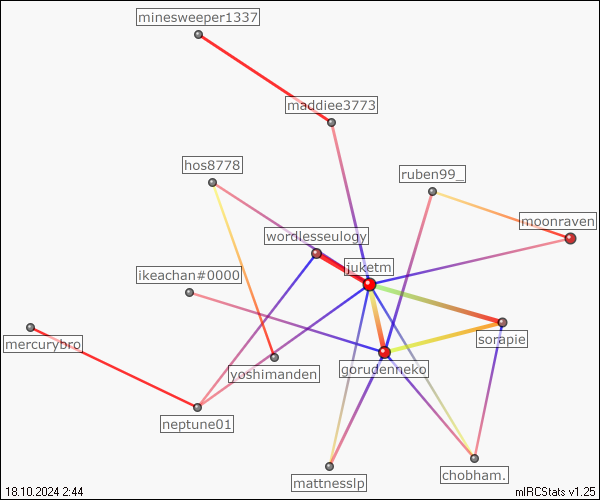 minesweeper1337
maddiee3773
hos8778
ruben99_
moonraven
wordlesseulogy
juketm
ikeachan#0000
mercurybro
sorapie
yoshimanden
gorudenneko
neptune01
mattnesslp
chobham.
18.10.2024 2:44
mIRCStats v1.25